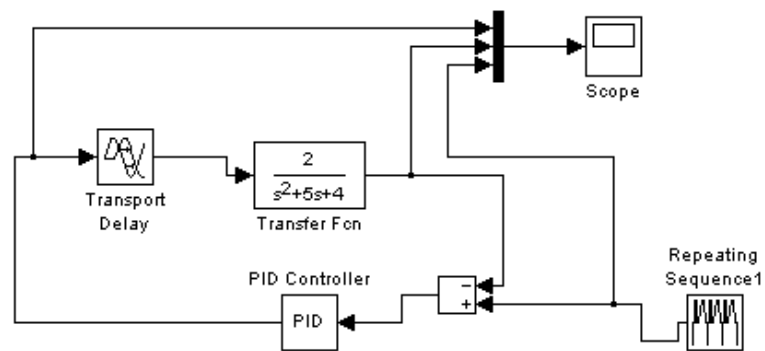 Scope
2
s²+5s+4
Transport
Delay
Transfer Fcn
Repeating
Sequence1
PID Controller
−
+
PID